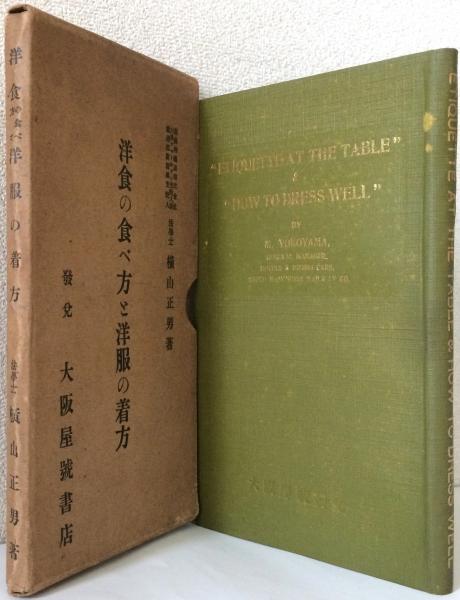 洋食の食べ方 洋服の着方
法學士 横山正男著
法學士 横山正男著
洋食の食べ方と洋服の着方
發兌 大阪屋號書店
"ETIQUETTE AT THE TABLE"
&
"HOW TO DRESS WELL"
BY
M. YOKOYAMA,
大阪屋號書店
ETIQUETTE AT THE TABLE & HOW TO DRESS WELL